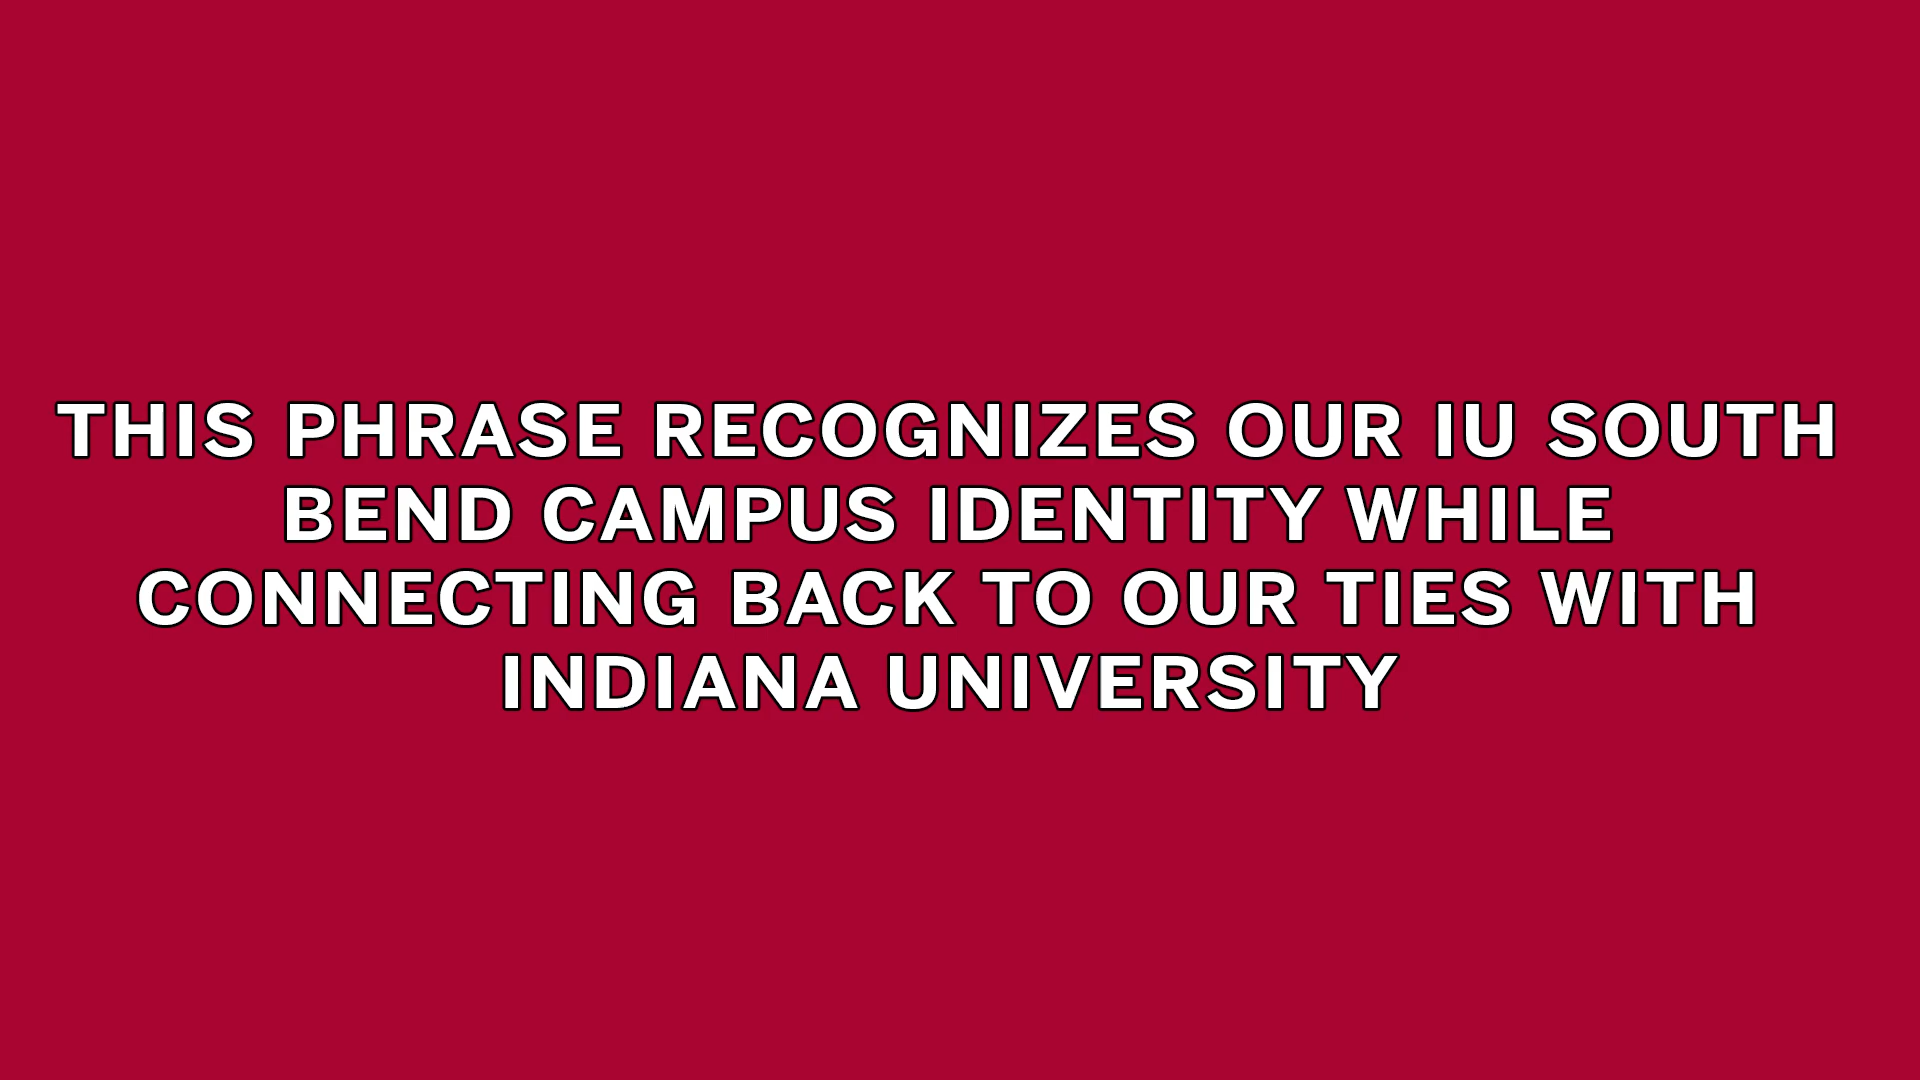 THIS PHRASE RECOGNIZES OUR IU SOUTH
BEND CAMPUS IDENTITY WHILE
CONNECTING BACK TO OUR TIES WITH
INDIANA UNIVERSITY